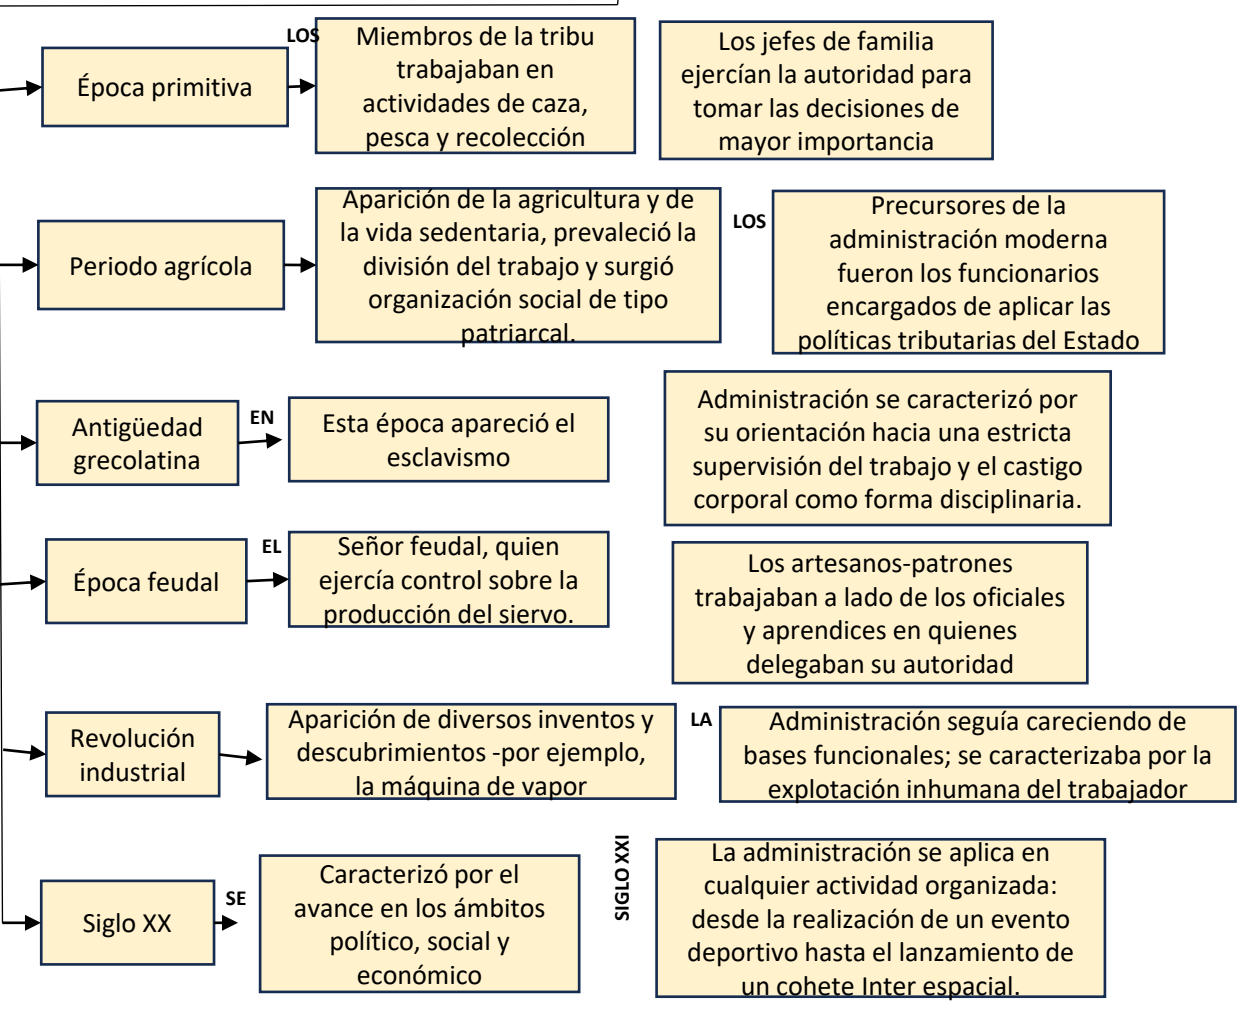 Época primitiva
LOS
Miembros de la tribu
trabajaban en
actividades de caza,
pesca y recolección
Los jefes de familia
ejercían la autoridad para
tomar las decisiones de
mayor importancia
Periodo agrícola
Aparición de la agricultura y de
la vida sedentaria, prevaleció la
división del trabajo y surgió
organización social de tipo
patriarcal.
LOS
Precursores de la
administración moderna
fueron los funcionarios
encargados de aplicar las
políticas tributarias del Estado
Antigüedad
grecolatina
EN
Esta época apareció el
esclavismo
Administración se caracterizó por
su orientación hacia una estricta
supervisión del trabajo y el castigo
corporal como forma disciplinaria.
Época feudal
EL
Señor feudal, quien
ejercía control sobre la
producción del siervo.
Los artesanos-patrones
trabajaban a lado de los oficiales
y aprendices en quienes
delegaban su autoridad
Revolución
industrial
Aparición de diversos inventos y
descubrimientos -por ejemplo,
la máquina de vapor
LA
Administración seguía careciendo de
bases funcionales; se caracterizaba por la
explotación inhumana del trabajador
Siglo XX
SE
Caracterizó por el
avance en los ámbitos
político, social y
económico
SIGLO XXI
La administración se aplica en
cualquier actividad organizada:
desde la realización de un evento
deportivo hasta el lanzamiento de
un cohete Inter espacial.